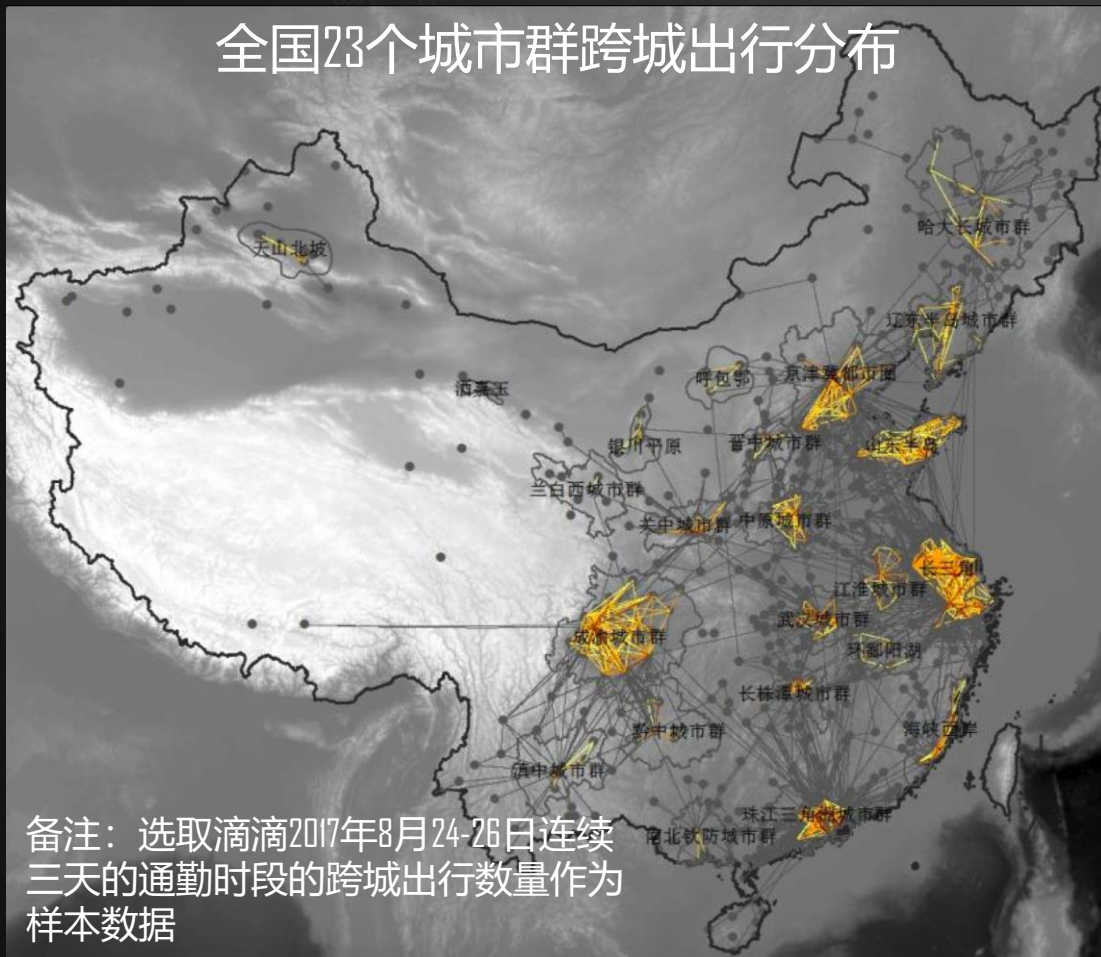 全国23个城市群跨城出行分布
天山北坡
哈大长城市群
辽东半岛城市群
酒嘉玉
呼包鄂
京津冀都市圈
银川平原
晋中城市群
山东半岛
兰白西城市群
关中城市群
中原城市群
长三角
江淮城市群
成渝城市群
武汉城市群
环鄱阳湖
长株潭城市群
黔中城市群
海峡西岸
滇中城市群
珠江三角洲城市群
南北钦防城市群
备注：选取滴滴2017年8月24-26日连续
三天的通勤时段的跨城出行数量作为
样本数据